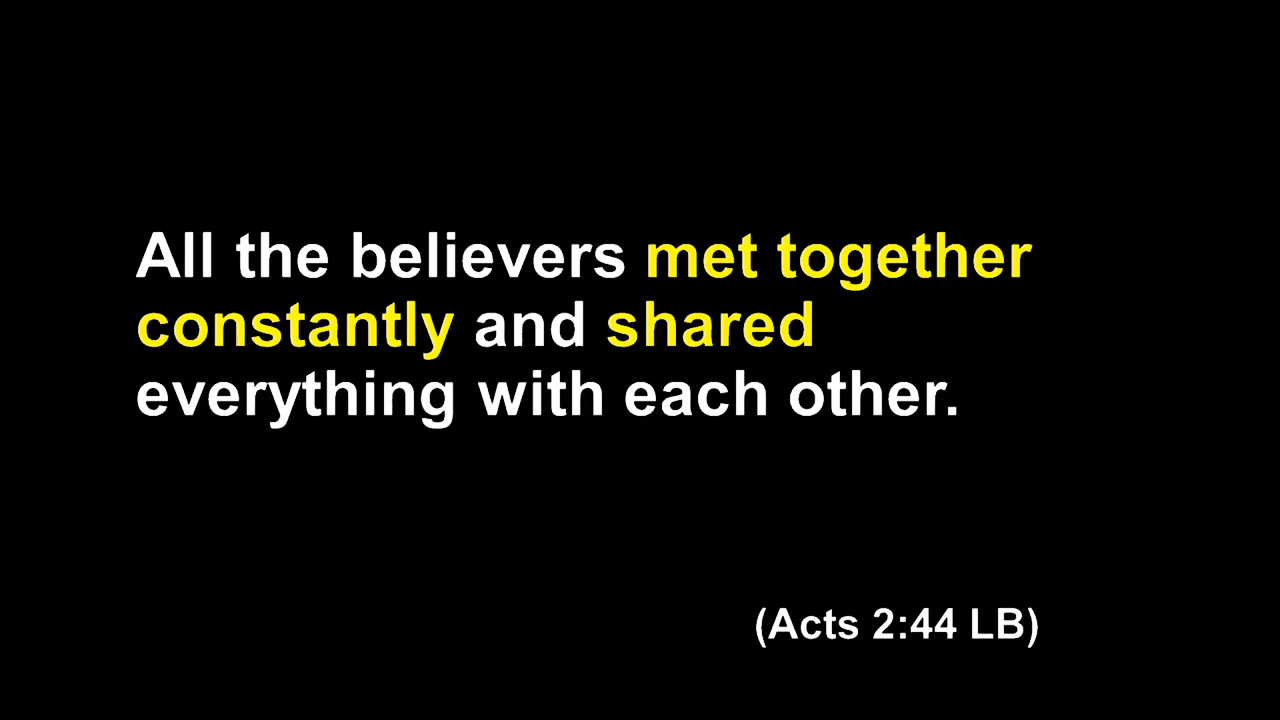 All the believers met together
constantly and shared
everything with each other.
(Acts 2:44 LB)